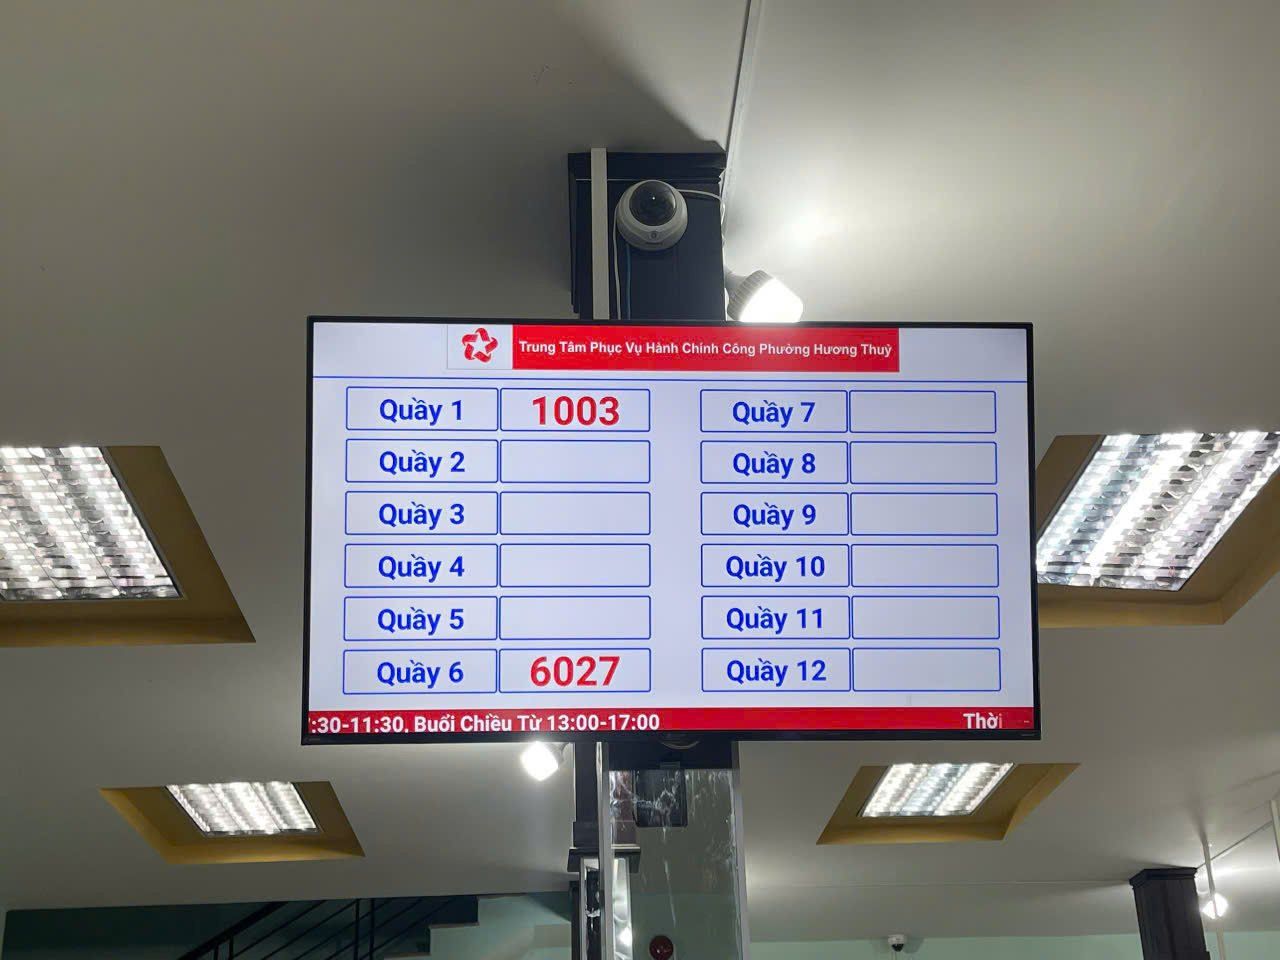 Trung Tâm Phục Vụ Hành Chính Công Phường Hương Thuỷ
Quầy 1 1003 Quầy 7
Quầy 2 Quầy 8
Quầy 3 Quầy 9
Quầy 4 Quầy 10
Quầy 5 Quầy 11
Quầy 6 6027 Quầy 12
:30-11:30, Buổi Chiều Từ 13:00-17:00 Thời